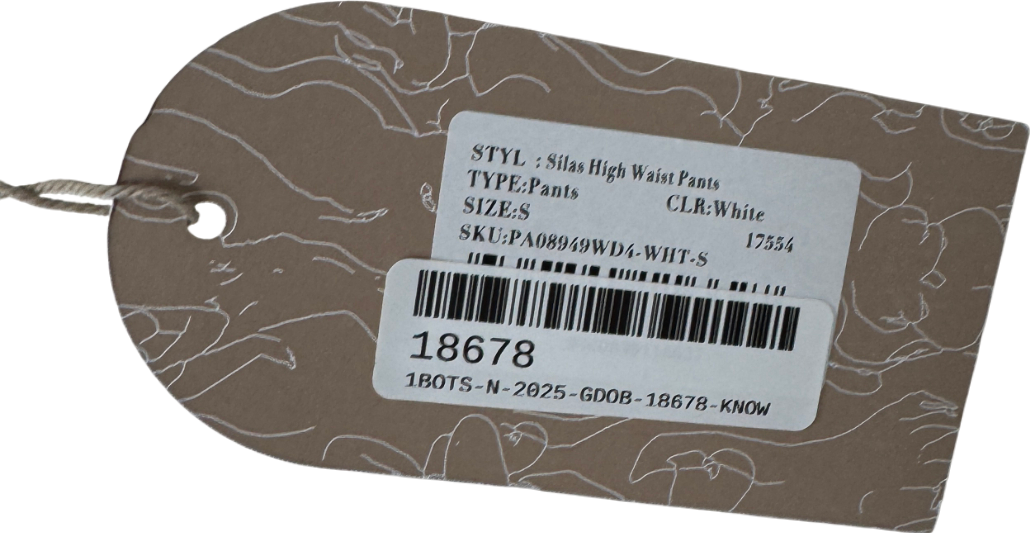 STYL : Silas High Waist Pants
TYPE:Pants CLR:White
SIZE:S 17554
SKU:PA08949WD4-WHT-S
18678
1BOTS-N-2025-GDOB-18678-KNOW